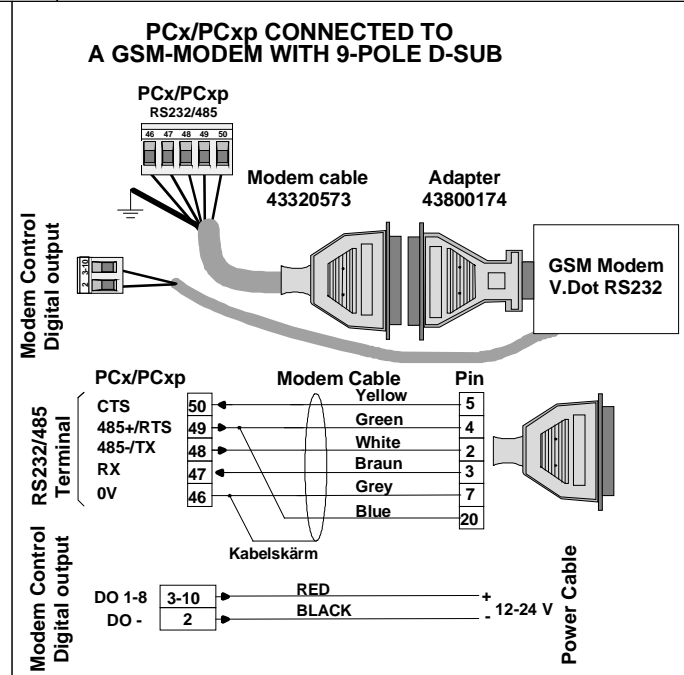 PCx/PCxp CONNECTED TO
A GSM-MODEM WITH 9-POLE D-SUB
PCx/PCxp
RS232/485
46 47 48 49 50
Modem cable
43320573
Adapter
43800174
GSM Modem
V.Dot RS232
Modem Control
Digital output
2 3-10
PCx/PCxp Modem Cable Pin
RS232/485
Terminal
CTS 50 Yellow 5
485+/RTS 49 Green 4
485-/TX 48 White 2
RX 47 Braun 3
0V 46 Grey 7
Blue 20
Kabelskärm
Modem Control
Digital output
DO 1-8 3-10 RED +
DO - 2 BLACK -
12-24 V
Power Cable